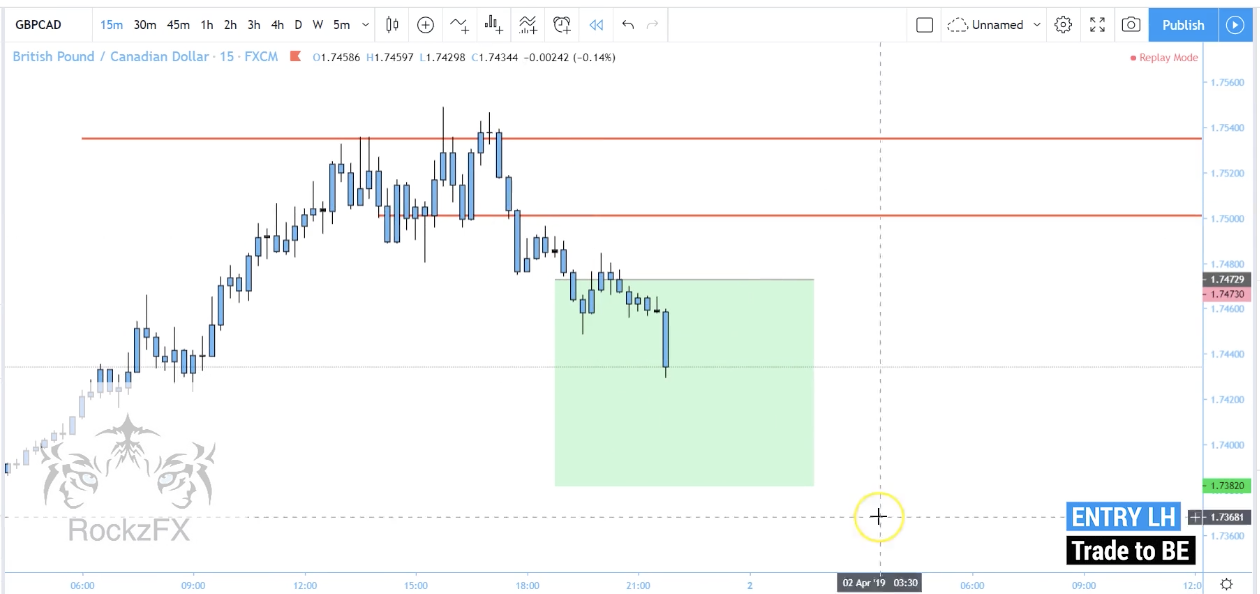 GBPCAD 15m 30m 45m 1h 2h 3h 4h D W 5m Unnamed Publish
British Pound / Canadian Dollar · 15 · FXCM O1.74586 H1.74597 L1.74298 C1.74344 −0.00242 (−0.14%) Replay Mode
1.75600
1.75400
1.75200
1.75000
1.74800
1.74729
1.74730
1.74600
1.74400
1.74200
1.74000
1.73820
1.73681
1.73600
RockzFX
ENTRY LH
Trade to BE
06:00 09:00 12:00 15:00 18:00 21:00 2 02 Apr '19 03:30 06:00 09:00 12:0